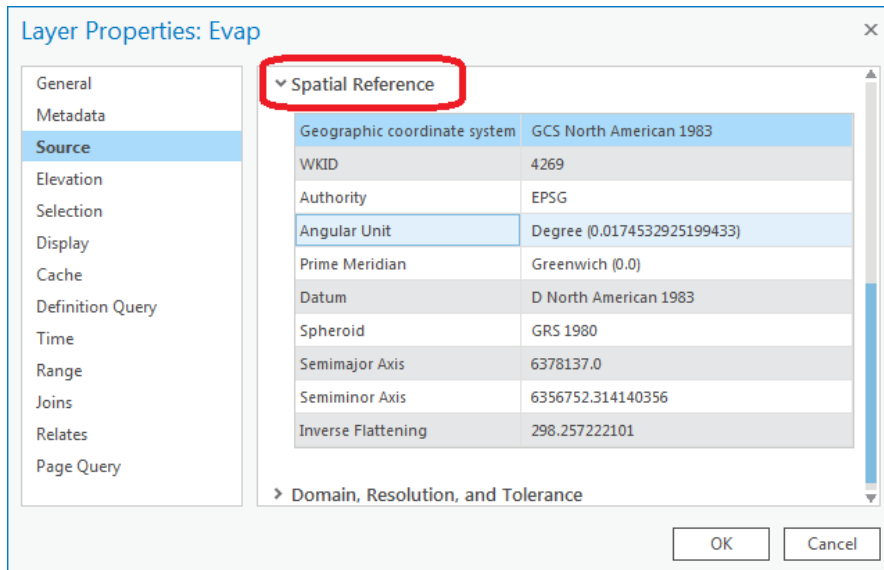 Layer Properties: Evap
General
Metadata
Source
Elevation
Selection
Display
Cache
Definition Query
Time
Range
Joins
Relates
Page Query
Spatial Reference
Geographic coordinate system GCS North American 1983
WKID 4269
Authority EPSG
Angular Unit Degree (0.0174532925199433)
Prime Meridian Greenwich (0.0)
Datum D North American 1983
Spheroid GRS 1980
Semimajor Axis 6378137.0
Semiminor Axis 6356752.314140356
Inverse Flattening 298.257222101
Domain, Resolution, and Tolerance
OK Cancel